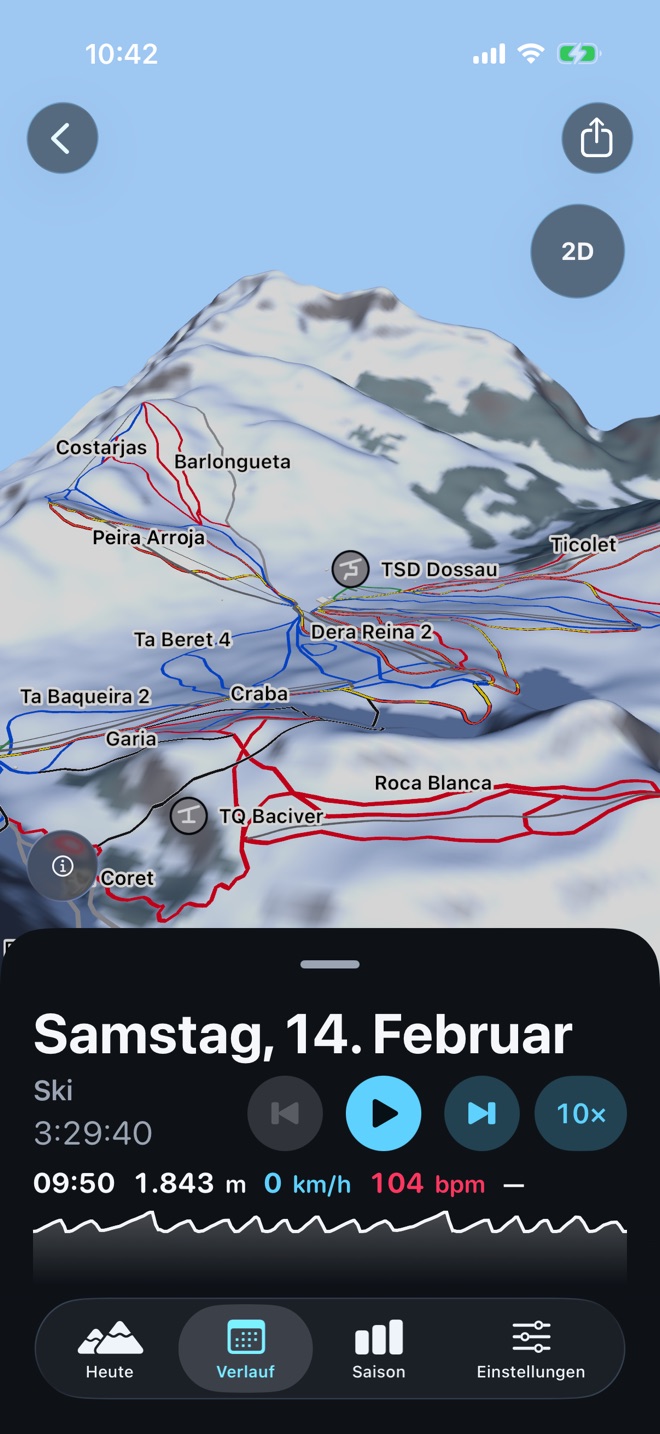 10:42
2D
Costarjas
Barlongueta
Peira Arroja
Ticolet
TSD Dossau
Ta Beret 4
Dera Reina 2
Ta Baqueira 2
Craba
Garia
Roca Blanca
TQ Baciver
Coret
Samstag, 14. Februar
Ski
3:29:40
10×
09:50 1.843 m 0 km/h 104 bpm –
Heute Verlauf Saison Einstellungen